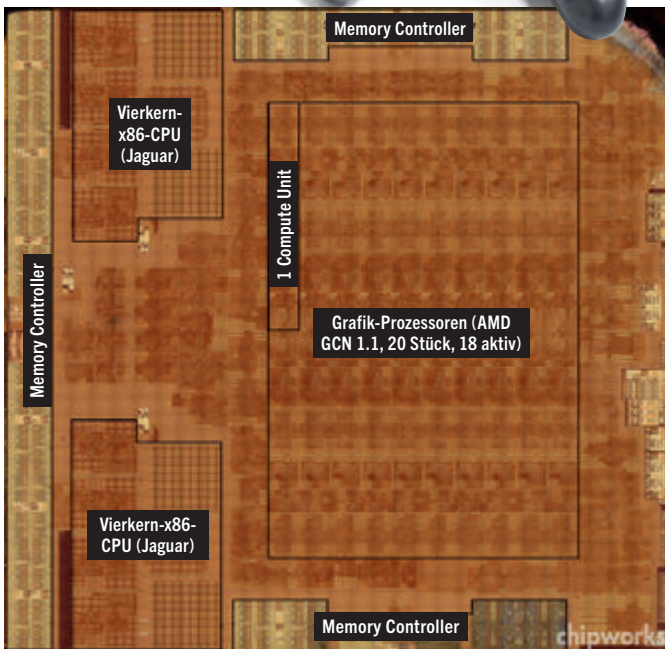 Memory Controller
Vierkern-
x86-CPU
(Jaguar)
1 Compute Unit
Memory Controller
Grafik-Prozessoren (AMD
GCN 1.1, 20 Stück, 18 aktiv)
Vierkern-x86-
CPU (Jaguar)
Memory Controller
chipworks